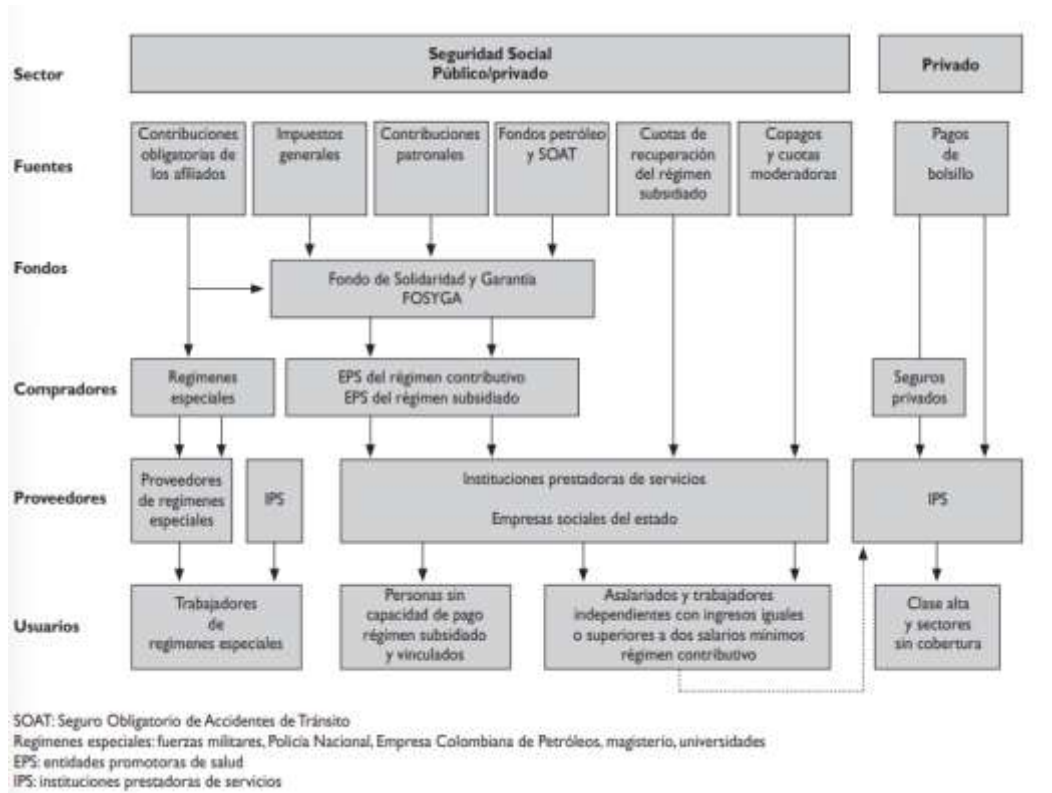 Sector
Seguridad Social
Público/privado
Privado
Fuentes
Contribuciones
obligatorias de
los afiliados
Impuestos
generales
Contribuciones
patronales
Fondos petróleo
y SOAT
Cuotas de
recuperación
del régimen
subsidiado
Copagos
y cuotas
moderadoras
Pagos
de
bolsillo
Fondos
Fondo de Solidaridad y Garantía
FOSYGA
Compradores
Regimenes
especiales
EPS del régimen contributivo
EPS del régimen subsidiado
Seguros
privados
Proveedores
Proveedores
de regimenes
especiales
IPS
Instituciones prestadoras de servicios
Empresas sociales del estado
IPS
Usuarios
Trabajadores
de
regimenes especiales
Personas sin
capacidad de pago
régimen subsidiado
y vinculados
Asalariados y trabajadores
independientes con ingresos iguales
o superiores a dos salarios mínimos
régimen contributivo
Clase alta
y sectores
sin cobertura
SOAT: Seguro Obligatorio de Accidentes de Tránsito
Regimenes especiales: fuerzas militares, Policía Nacional, Empresa Colombiana de Petróleos, magisterio, universidades
EPS: entidades promotoras de salud
IPS: instituciones prestadoras de servicios